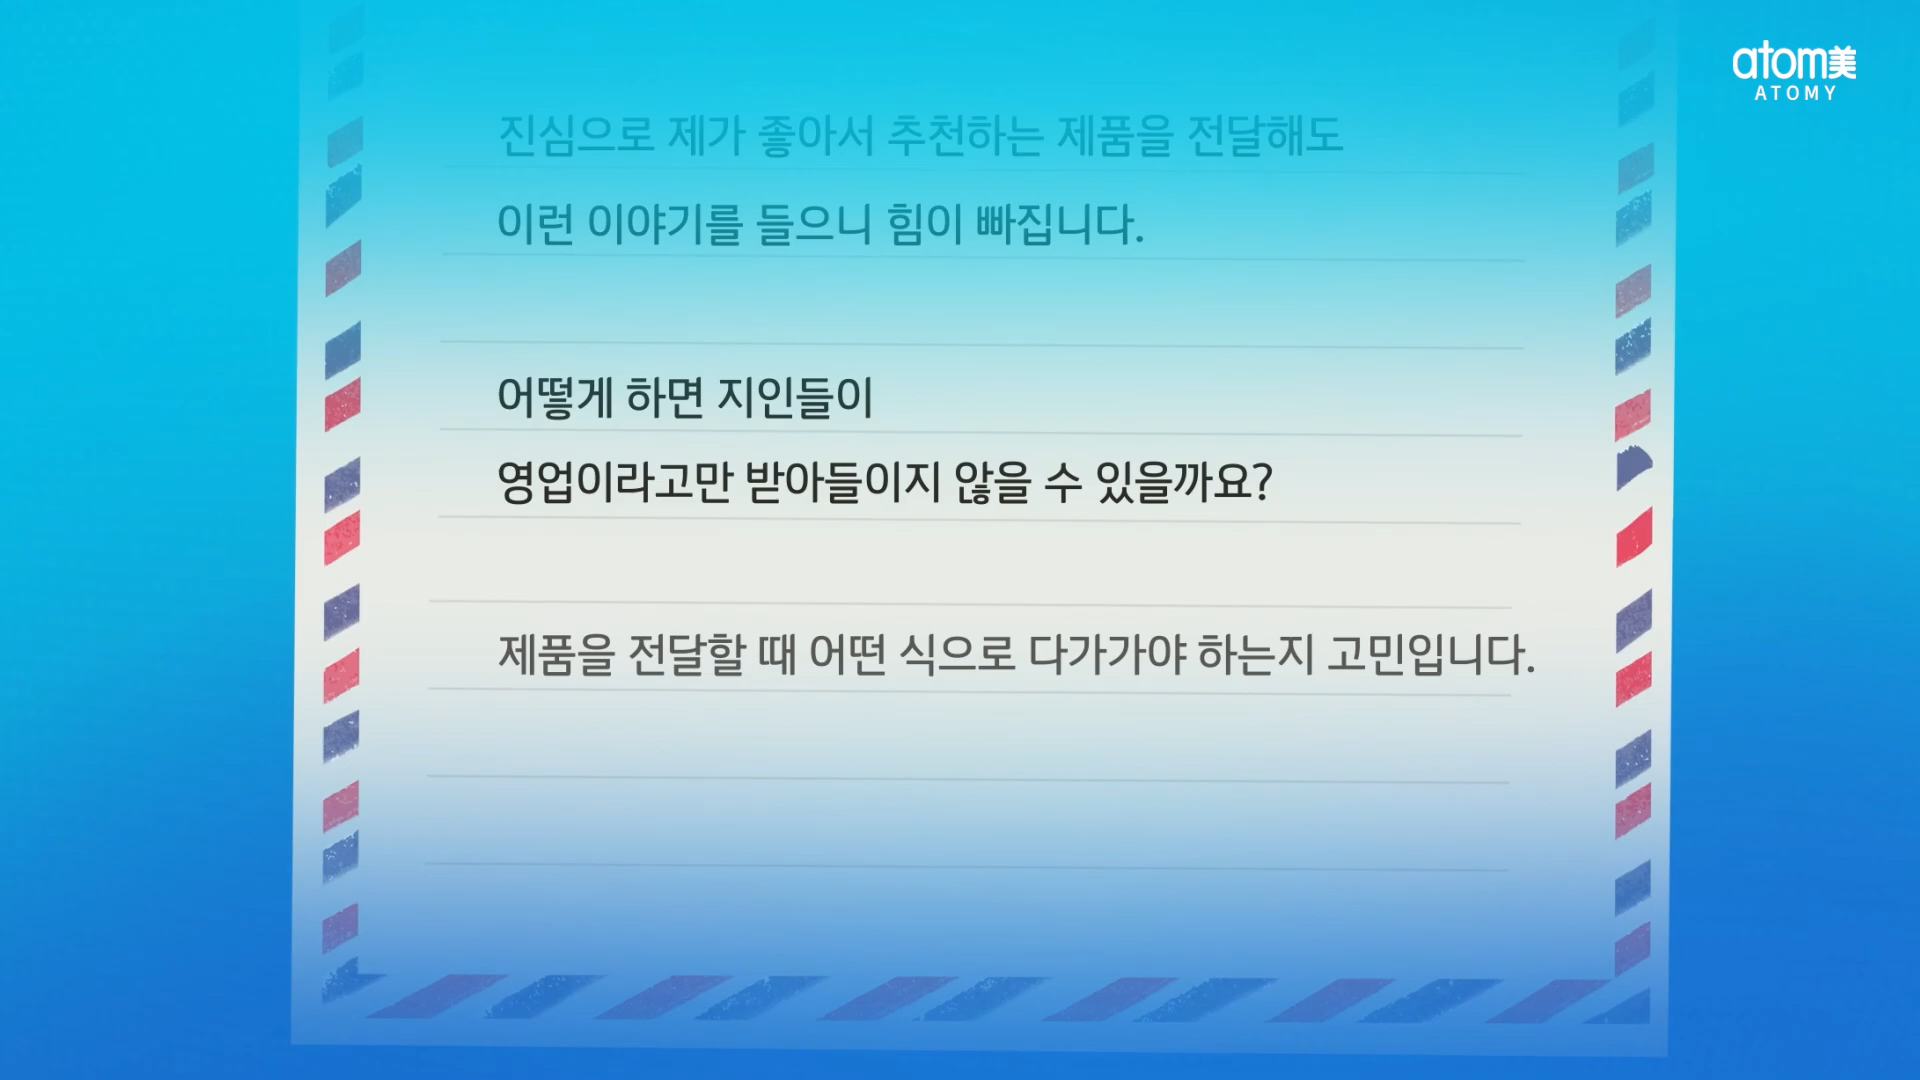 atom美
ATOMY
진심으로 제가 좋아서 추천하는 제품을 전달해도
이런 이야기를 들으니 힘이 빠집니다.
어떻게 하면 지인들이
영업이라고만 받아들이지 않을 수 있을까요?
제품을 전달할 때 어떤 식으로 다가가야 하는지 고민입니다.